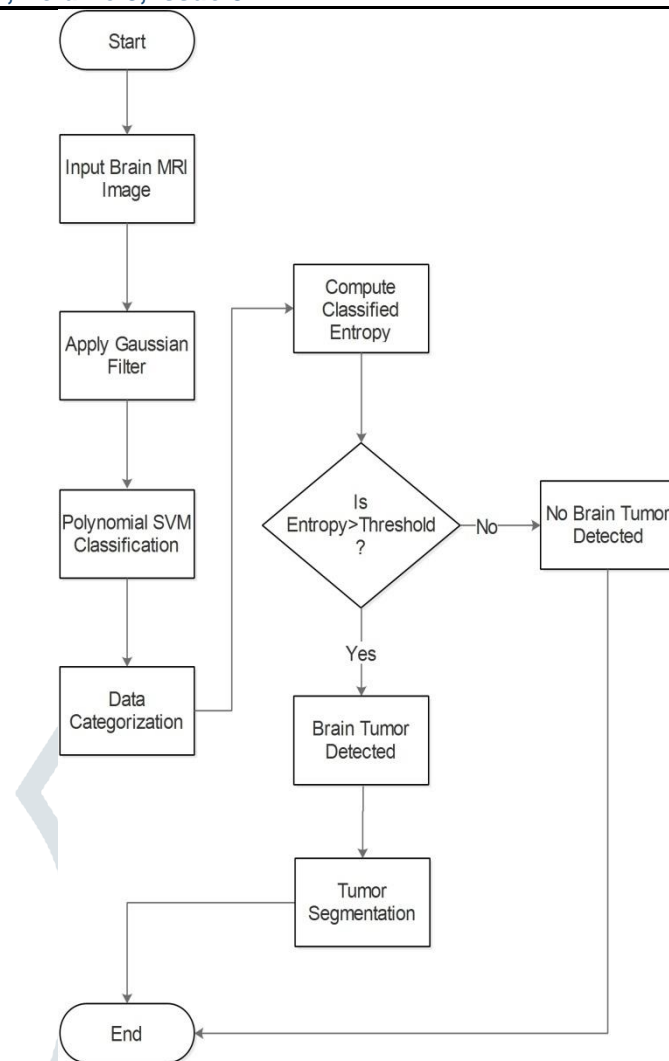 Start
Input Brain MRI
Image
Apply Gaussian
Filter
Polynomial SVM
Classification
Data
Categorization
Compute
Classified
Entropy
Is
Entropy>Threshold
?
No
No Brain Tumor
Detected
Yes
Brain Tumor
Detected
Tumor
Segmentation
End